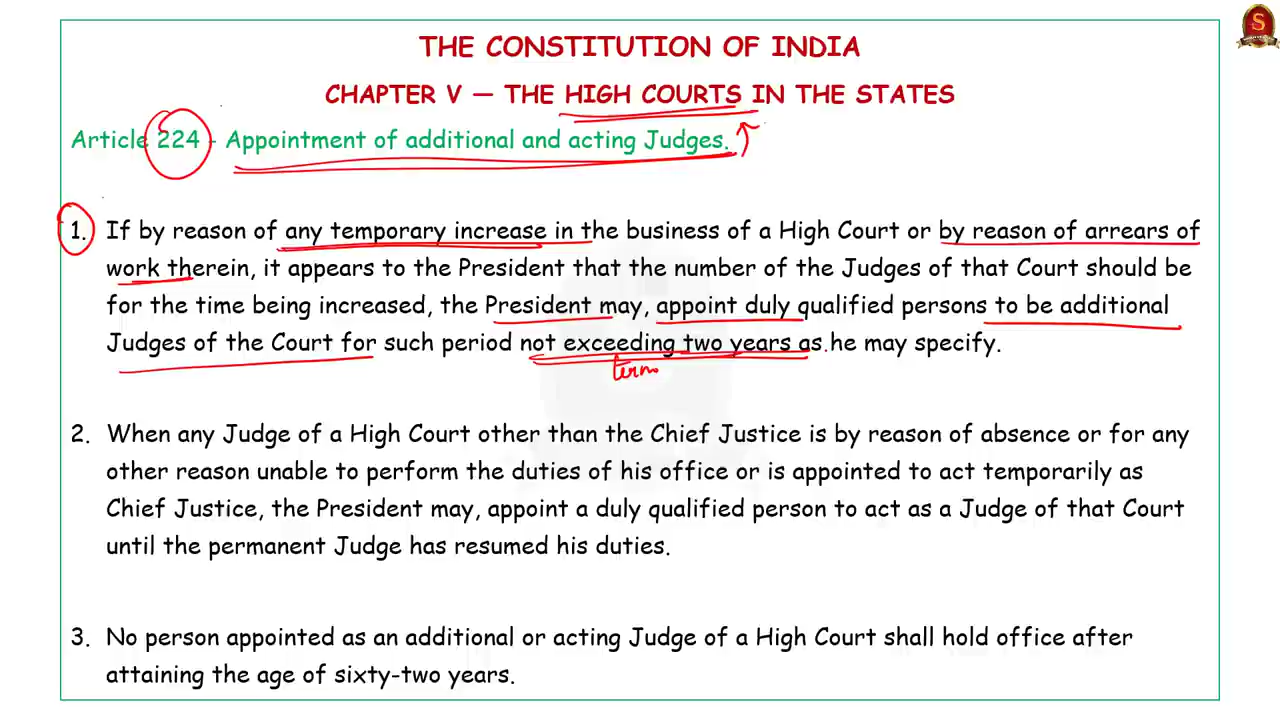 THE CONSTITUTION OF INDIA
CHAPTER V — THE HIGH COURTS IN THE STATES
Article 224 - Appointment of additional and acting Judges.
1. If by reason of any temporary increase in the business of a High Court or by reason of arrears of
work therein, it appears to the President that the number of the Judges of that Court should be
for the time being increased, the President may, appoint duly qualified persons to be additional
Judges of the Court for such period not exceeding two years as he may specify.
term
2. When any Judge of a High Court other than the Chief Justice is by reason of absence or for any
other reason unable to perform the duties of his office or is appointed to act temporarily as
Chief Justice, the President may, appoint a duly qualified person to act as a Judge of that Court
until the permanent Judge has resumed his duties.
3. No person appointed as an additional or acting Judge of a High Court shall hold office after
attaining the age of sixty-two years.